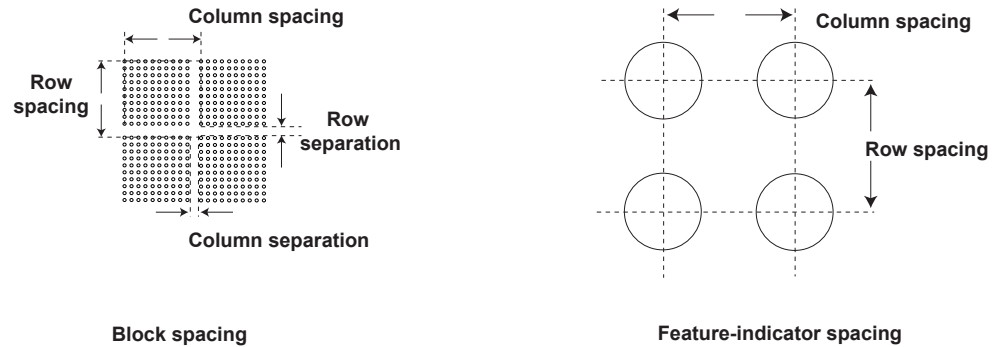 Column spacing
Row
spacing
Row
separation
Column separation
Block spacing
Column spacing
Row spacing
Feature-indicator spacing